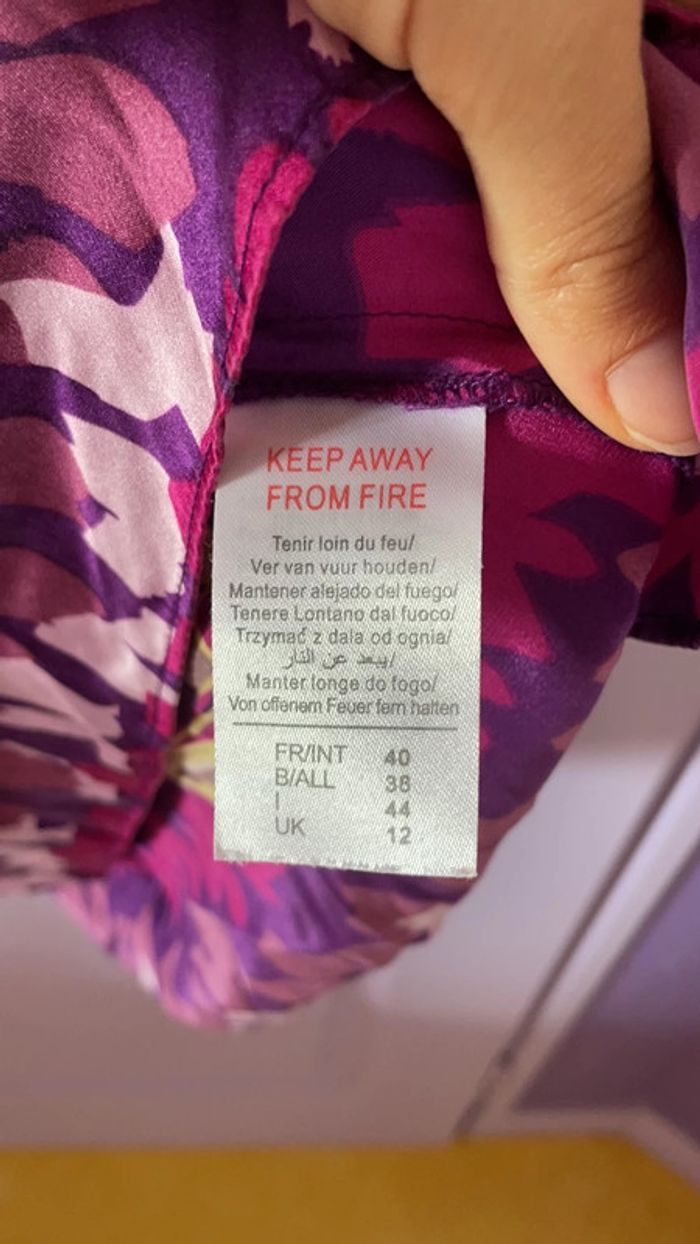 KEEP AWAY
FROM FIRE
Tenir loin du feu/
Ver van vuur houden/
Mantener alejado del fuego/
Tenere Lontano dal fuoco/
Trzymać z dala od ognia/
يبعد عن النار/
Manter longe do fogo/
Von offenem Feuer fern halten
FR/INT 40
B/ALL 38
I 44
UK 12